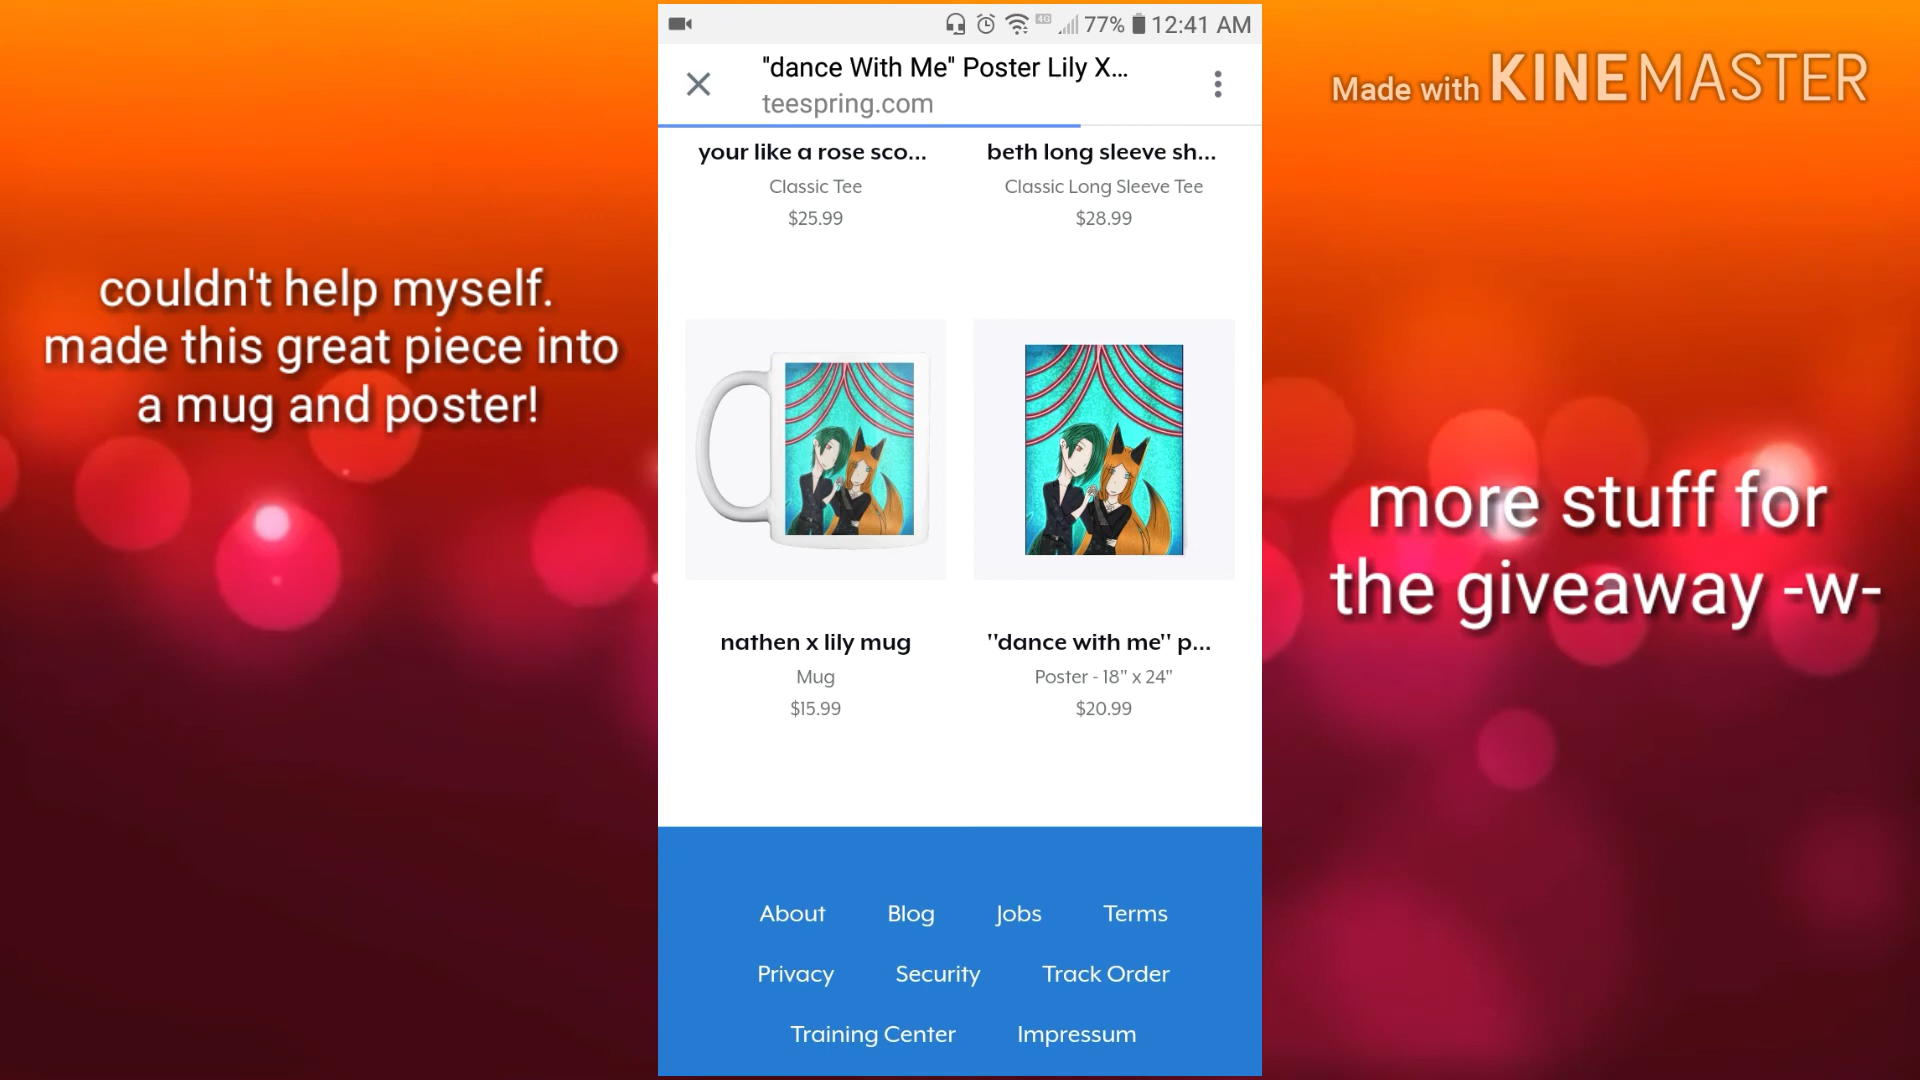 77% 12:41 AM
"dance With Me" Poster Lily X...
teespring.com
Made with KINEMASTER
your like a rose sco...
Classic Tee
$25.99
beth long sleeve sh...
Classic Long Sleeve Tee
$28.99
couldn't help myself.
made this great piece into
a mug and poster!
more stuff for
the giveaway -w-
nathen x lily mug
Mug
$15.99
''dance with me'' p...
Poster - 18" x 24"
$20.99
About Blog Jobs Terms
Privacy Security Track Order
Training Center Impressum